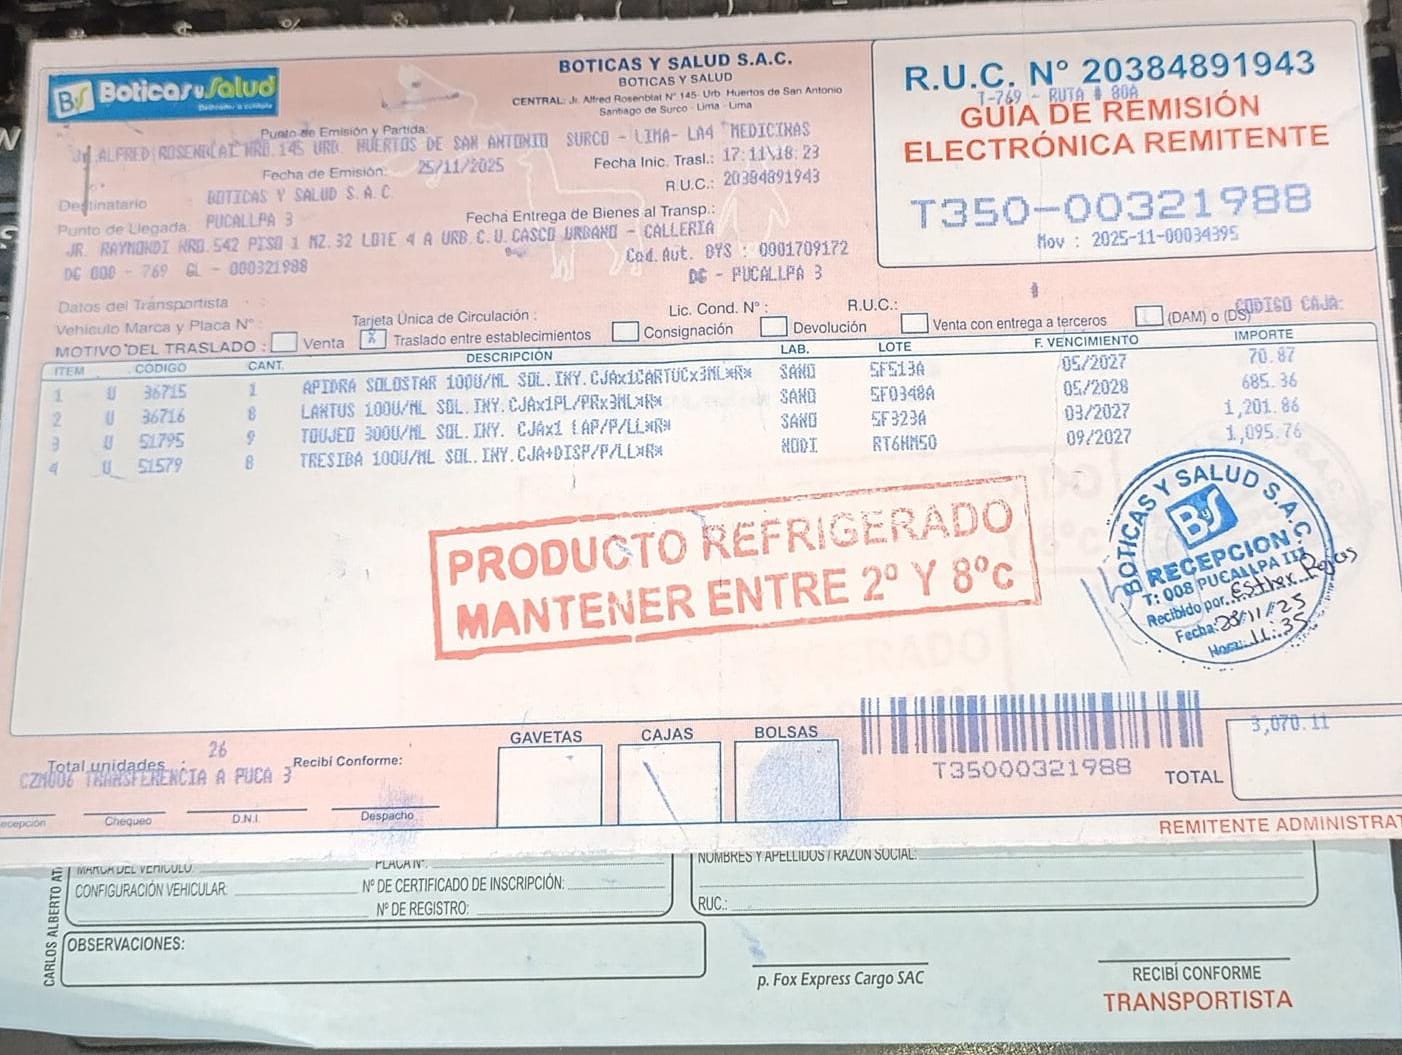 Boticas y Salud
BOTICAS Y SALUD S.A.C.
BOTICAS Y SALUD
CENTRAL: Jr. Alfred Rosenblat N° 145- Urb. Huertos de San Antonio
Santiago de Surco - Lima - Lima
R.U.C. N° 20384891943
T-769 - RUTA # 80A
GUÍA DE REMISIÓN
ELECTRÓNICA REMITENTE
T350-00321988
Mov : 2025-11-00034395
Punto de Emisión y Partida:
ALFRED ROSENBLAT NRO.145 URB. HUERTOS DE SAN ANTONIO SURCO - LIMA- LA4 MEDICINAS
Fecha de Emisión: 25/11/2025
Fecha Inic. Trasl.: 17:11\18:23
Destinatario : BOTICAS Y SALUD S.A.C.
R.U.C.: 20384891943
Punto de Llegada: PUCALLPA 3
Fecha Entrega de Bienes al Transp.:
JR. RAYMONDI NRO.542 PISO 1 MZ.32 LOTE 4 A URB.C.U.CASCO URBANO - CALLERIA
Cod.Aut. BYS : 0001709172
DC 008 - 769 GL - 000321988
DC - PUCALLPA 3
Datos del Transportista :
Vehículo Marca y Placa N° :
Tarjeta Única de Circulación :
Lic. Cond. N° :
R.U.C.:
#
CODIGO CAJA:
MOTIVO DEL TRASLADO : Venta X Traslado entre establecimientos Consignación Devolución Venta con entrega a terceros (DAM) o (DS)
ITEM CÓDIGO CANT. DESCRIPCIÓN LAB. LOTE F. VENCIMIENTO IMPORTE
1 U 36715 1 APIDRA SOLOSTAR 100U/ML SOL.INY.CJAx1CARTUCx3ML*R* SANO 5F513A 05/2027 70.87
2 U 36716 8 LANTUS 100U/ML SOL.INY.CJAx1PL/PRx3ML*R* SANO 5F0348A 05/2028 685.36
3 U 51795 9 TOUJEO 300U/ML SOL.INY. CJAx1 LAP/P/LL*R* SANO 5F323A 03/2027 1,201.86
4 U 51579 8 TRESIBA 100U/ML SOL.INY.CJA+DISP/P/LL*R* NODI RT6HM50 09/2027 1,095.76
PRODUCTO REFRIGERADO
MANTENER ENTRE 2° Y 8°C
BOTICAS Y SALUD S.A.C.
ByS
RECEPCION
T: 008 PUCALLPA III
Recibido por: Esther Rojas
Fecha: 28/11/25
Hora: 11:35
GAVETAS CAJAS BOLSAS
T35000321988
TOTAL 3,070.11
Total unidades : 26
Recibí Conforme:
CZM006 TRANSFERENCIA A PUCA 3
Chequeo
D.N.I.
Despacho
REMITENTE ADMINISTRAT
CARLOS ALBERTO AT
MARCA DEL VEHÍCULO:
PLACA N°:
CONFIGURACIÓN VEHICULAR:
N° DE CERTIFICADO DE INSCRIPCIÓN:
N° DE REGISTRO:
NOMBRES Y APELLIDOS / RAZÓN SOCIAL:
RUC.:
OBSERVACIONES:
p. Fox Express Cargo SAC
RECIBÍ CONFORME
TRANSPORTISTA